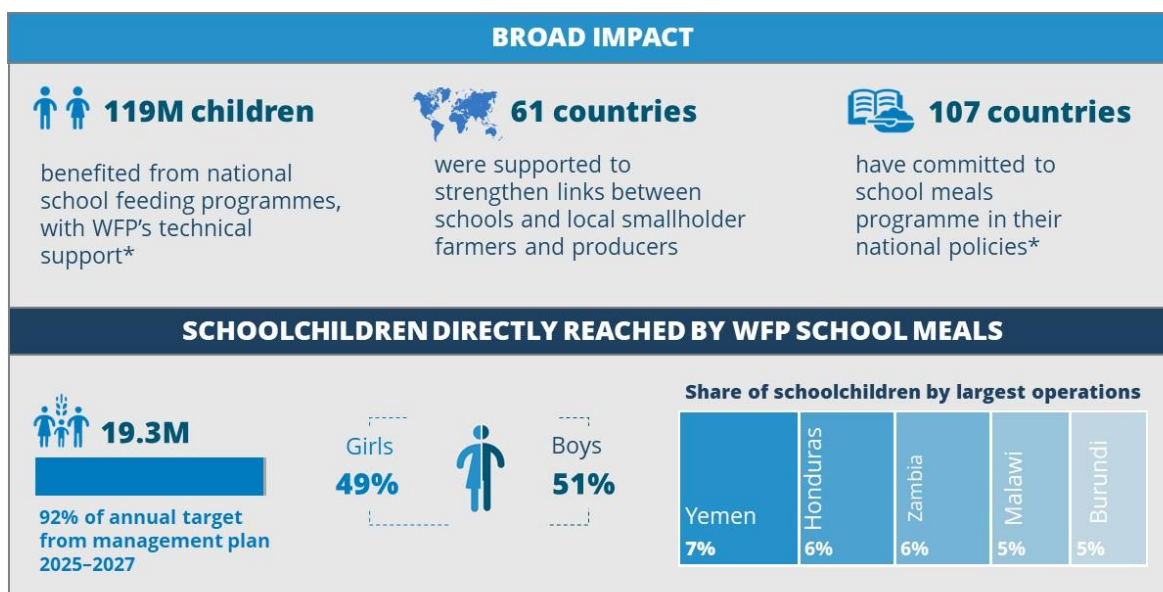 BROAD IMPACT
119M children
benefited from national
school feeding programmes,
with WFP's technical
support*
61 countries
were supported to
strengthen links between
schools and local smallholder
farmers and producers
107 countries
have committed to
school meals
programme in their
national policies*
SCHOOLCHILDREN DIRECTLY REACHED BY WFP SCHOOL MEALS
19.3M
92% of annual target
from management plan
2025–2027
Girls
49%
Boys
51%
Share of schoolchildren by largest operations
Yemen
7%
Honduras
6%
Zambia
6%
Malawi
5%
Burundi
5%